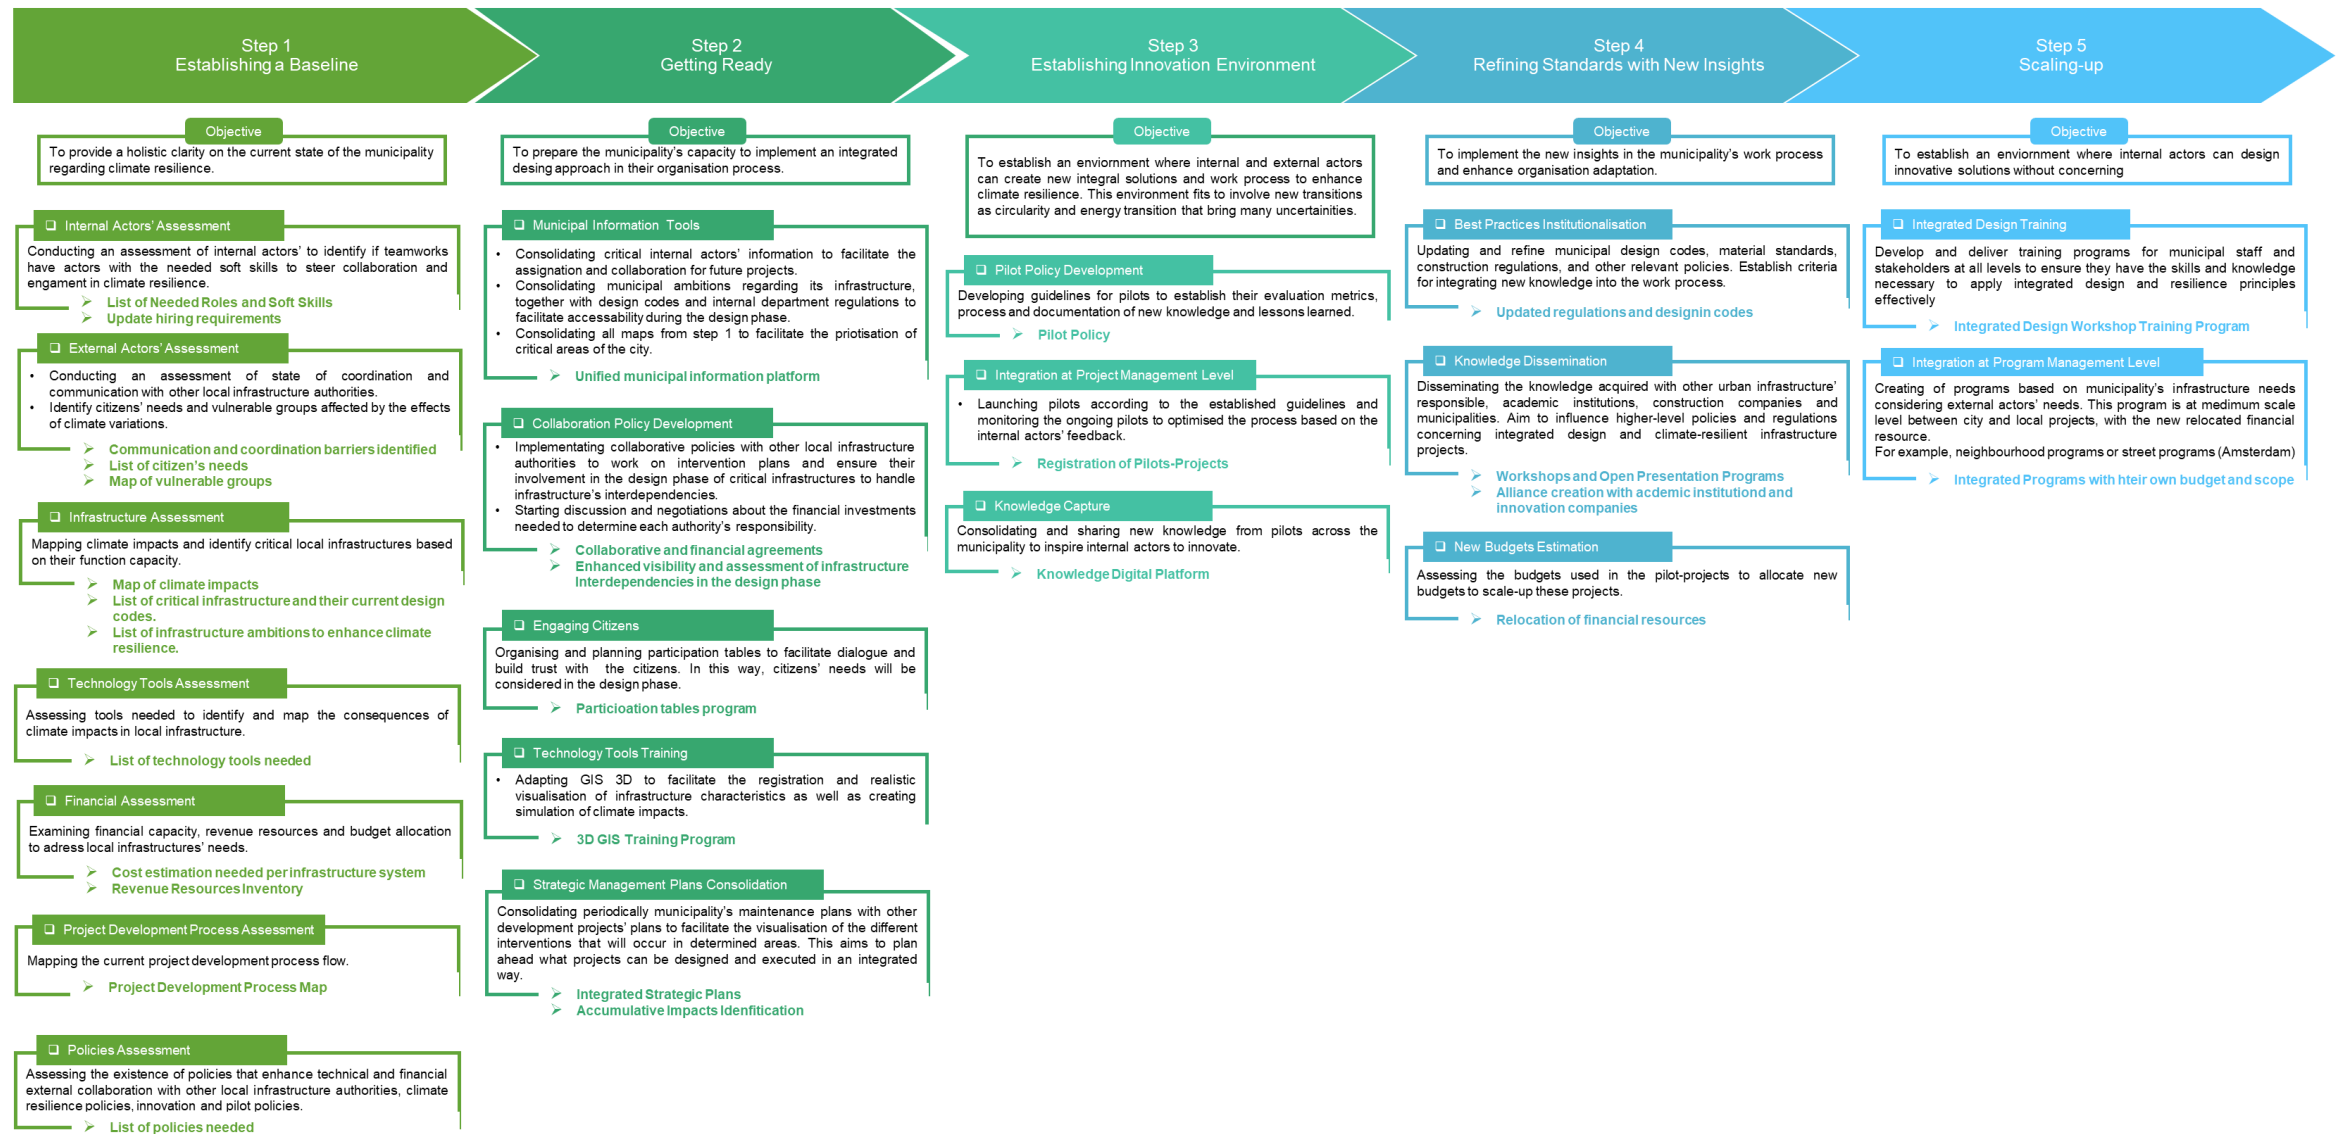 Step 1
Establishing a Baseline
Step 2
Getting Ready
Step 3
Establishing Innovation Environment
Step 4
Refining Standards with New Insights
Step 5
Scaling-up
Objective
To provide a holistic clarity on the current state of the municipality
regarding climate resilience.
Internal Actors' Assessment
Conducting an assessment of internal actors' to identify if teamworks
have actors with the needed soft skills to steer collaboration and
engament in climate resilience.
List of Needed Roles and Soft Skills
Update hiring requirements
External Actors' Assessment
• Conducting an assessment of state of coordination and
communication with other local infrastructure authorities.
• Identify citizens' needs and vulnerable groups affected by the effects
of climate variations.
Communication and coordination barriers identified
List of citizen's needs
Map of vulnerable groups
Infrastructure Assessment
Mapping climate impacts and identify critical local infrastructures based
on their function capacity.
Map of climate impacts
List of critical infrastructure and their current design
codes.
List of infrastructure ambitions to enhance climate
resilience.
Technology Tools Assessment
Assessing tools needed to identify and map the consequences of
climate impacts in local infrastructure.
List of technology tools needed
Financial Assessment
Examining financial capacity, revenue resources and budget allocation
to adress local infrastructures' needs.
Cost estimation needed per infrastructure system
Revenue Resources Inventory
Project Development Process Assessment
Mapping the current project development process flow.
Project Development Process Map
Policies Assessment
Assessing the existence of policies that enhance technical and financial
external collaboration with other local infrastructure authorities, climate
resilience policies, innovation and pilot policies.
List of policies needed
Objective
To prepare the municipality's capacity to implement an integrated
desing approach in their organisation process.
Municipal Information Tools
• Consolidating critical internal actors' information to facilitate the
assignation and collaboration for future projects.
• Consolidating municipal ambitions regarding its infrastructure,
together with design codes and internal department regulations to
facilitate accessability during the design phase.
• Consolidating all maps from step 1 to facilitate the priotisation of
critical areas of the city.
Unified municipal information platform
Collaboration Policy Development
• Implementating collaborative policies with other local infrastructure
authorities to work on intervention plans and ensure their
involvement in the design phase of critical infrastructures to handle
infrastructure's interdependencies.
• Starting discussion and negotiations about the financial investments
needed to determine each authority's responsibility.
Collaborative and financial agreements
Enhanced visibility and assessment of infrastructure
Interdependencies in the design phase
Engaging Citizens
Organising and planning participation tables to facilitate dialogue and
build trust with the citizens. In this way, citizens' needs will be
considered in the design phase.
Particioation tables program
Technology Tools Training
• Adapting GIS 3D to facilitate the registration and realistic
visualisation of infrastructure characteristics as well as creating
simulation of climate impacts.
3D GIS Training Program
Strategic Management Plans Consolidation
Consolidating periodically municipality's maintenance plans with other
development projects' plans to facilitate the visualisation of the different
interventions that will occur in determined areas. This aims to plan
ahead what projects can be designed and executed in an integrated
way.
Integrated Strategic Plans
Accumulative Impacts Idenfitication
Objective
To establish an enviornment where internal and external actors
can create new integral solutions and work process to enhance
climate resilience. This environment fits to involve new transitions
as circularity and energy transition that bring many uncertainities.
Pilot Policy Development
Developing guidelines for pilots to establish their evaluation metrics,
process and documentation of new knowledge and lessons learned.
Pilot Policy
Integration at Project Management Level
• Launching pilots according to the established guidelines and
monitoring the ongoing pilots to optimised the process based on the
internal actors' feedback.
Registration of Pilots-Projects
Knowledge Capture
Consolidating and sharing new knowledge from pilots across the
municipality to inspire internal actors to innovate.
Knowledge Digital Platform
Objective
To implement the new insights in the municipality's work process
and enhance organisation adaptation.
Best Practices Institutionalisation
Updating and refine municipal design codes, material standards,
construction regulations, and other relevant policies. Establish criteria
for integrating new knowledge into the work process.
Updated regulations and designin codes
Knowledge Dissemination
Disseminating the knowledge acquired with other urban infrastructure'
responsible, academic institutions, construction companies and
municipalities. Aim to influence higher-level policies and regulations
concerning integrated design and climate-resilient infrastructure
projects.
Workshops and Open Presentation Programs
Alliance creation with acdemic institutiond and
innovation companies
New Budgets Estimation
Assessing the budgets used in the pilot-projects to allocate new
budgets to scale-up these projects.
Relocation of financial resources
Objective
To establish an enviornment where internal actors can design
innovative solutions without concerning
Integrated Design Training
Develop and deliver training programs for municipal staff and
stakeholders at all levels to ensure they have the skills and knowledge
necessary to apply integrated design and resilience principles
effectively
Integrated Design Workshop Training Program
Integration at Program Management Level
Creating of programs based on municipality's infrastructure needs
considering external actors' needs. This program is at medimum scale
level between city and local projects, with the new relocated financial
resource.
For example, neighbourhood programs or street programs (Amsterdam)
Integrated Programs with hteir own budget and scope